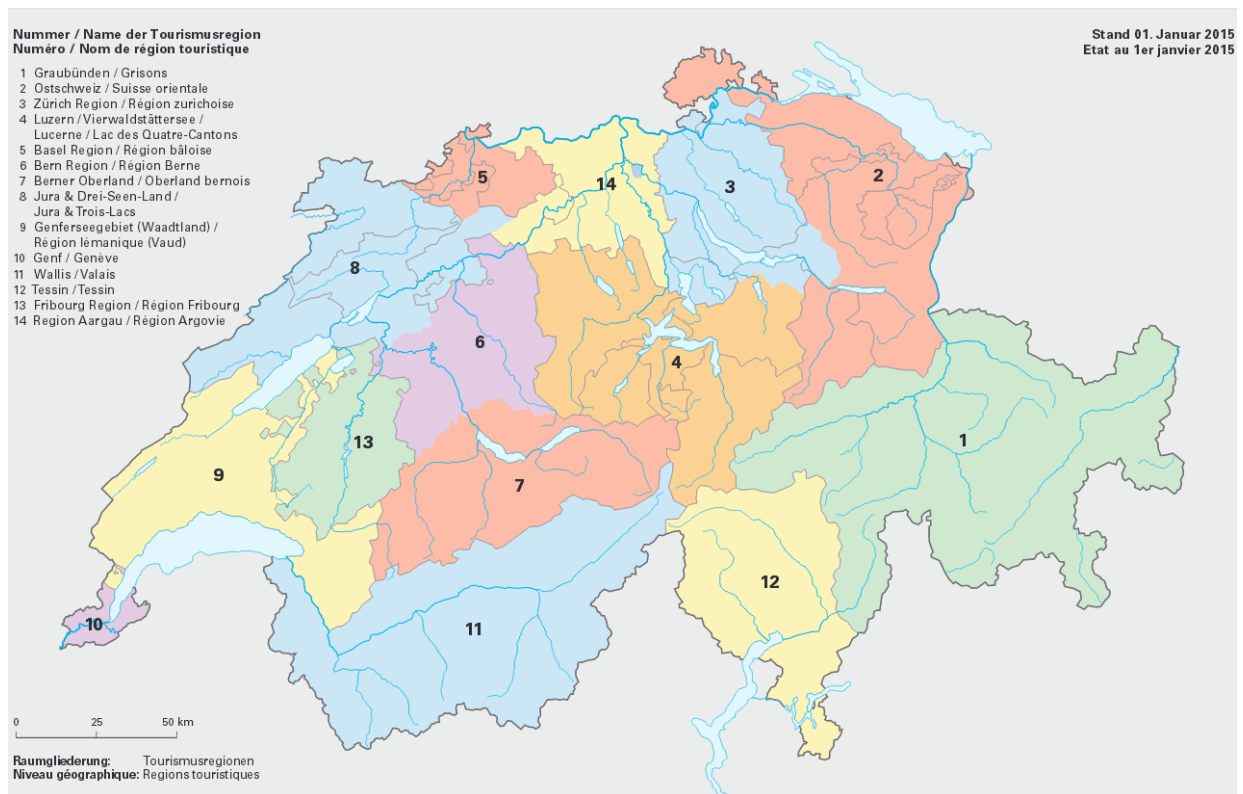 Nummer / Name der Tourismusregion
Numéro / Nom de région touristique
Stand 01. Januar 2015
Etat au 1er janvier 2015
1 Graubünden / Grisons
2 Ostschweiz / Suisse orientale
3 Zürich Region / Région zurichoise
4 Luzern / Vierwaldstättersee /
Lucerne / Lac des Quatre-Cantons
5 Basel Region / Région bâloise
6 Bern Region / Région Berne
7 Berner Oberland / Oberland bernois
8 Jura & Drei-Seen-Land /
Jura & Trois-Lacs
9 Genferseegebiet (Waadtland) /
Région lémanique (Vaud)
10 Genf / Genève
11 Wallis / Valais
12 Tessin / Tessin
13 Fribourg Region / Région Fribourg
14 Region Aargau / Région Argovie
5
14
3
2
8
6
4
13
1
9
7
12
10
11
0 25 50 km
Raumgliederung: Tourismusregionen
Niveau géographique: Regions touristiques